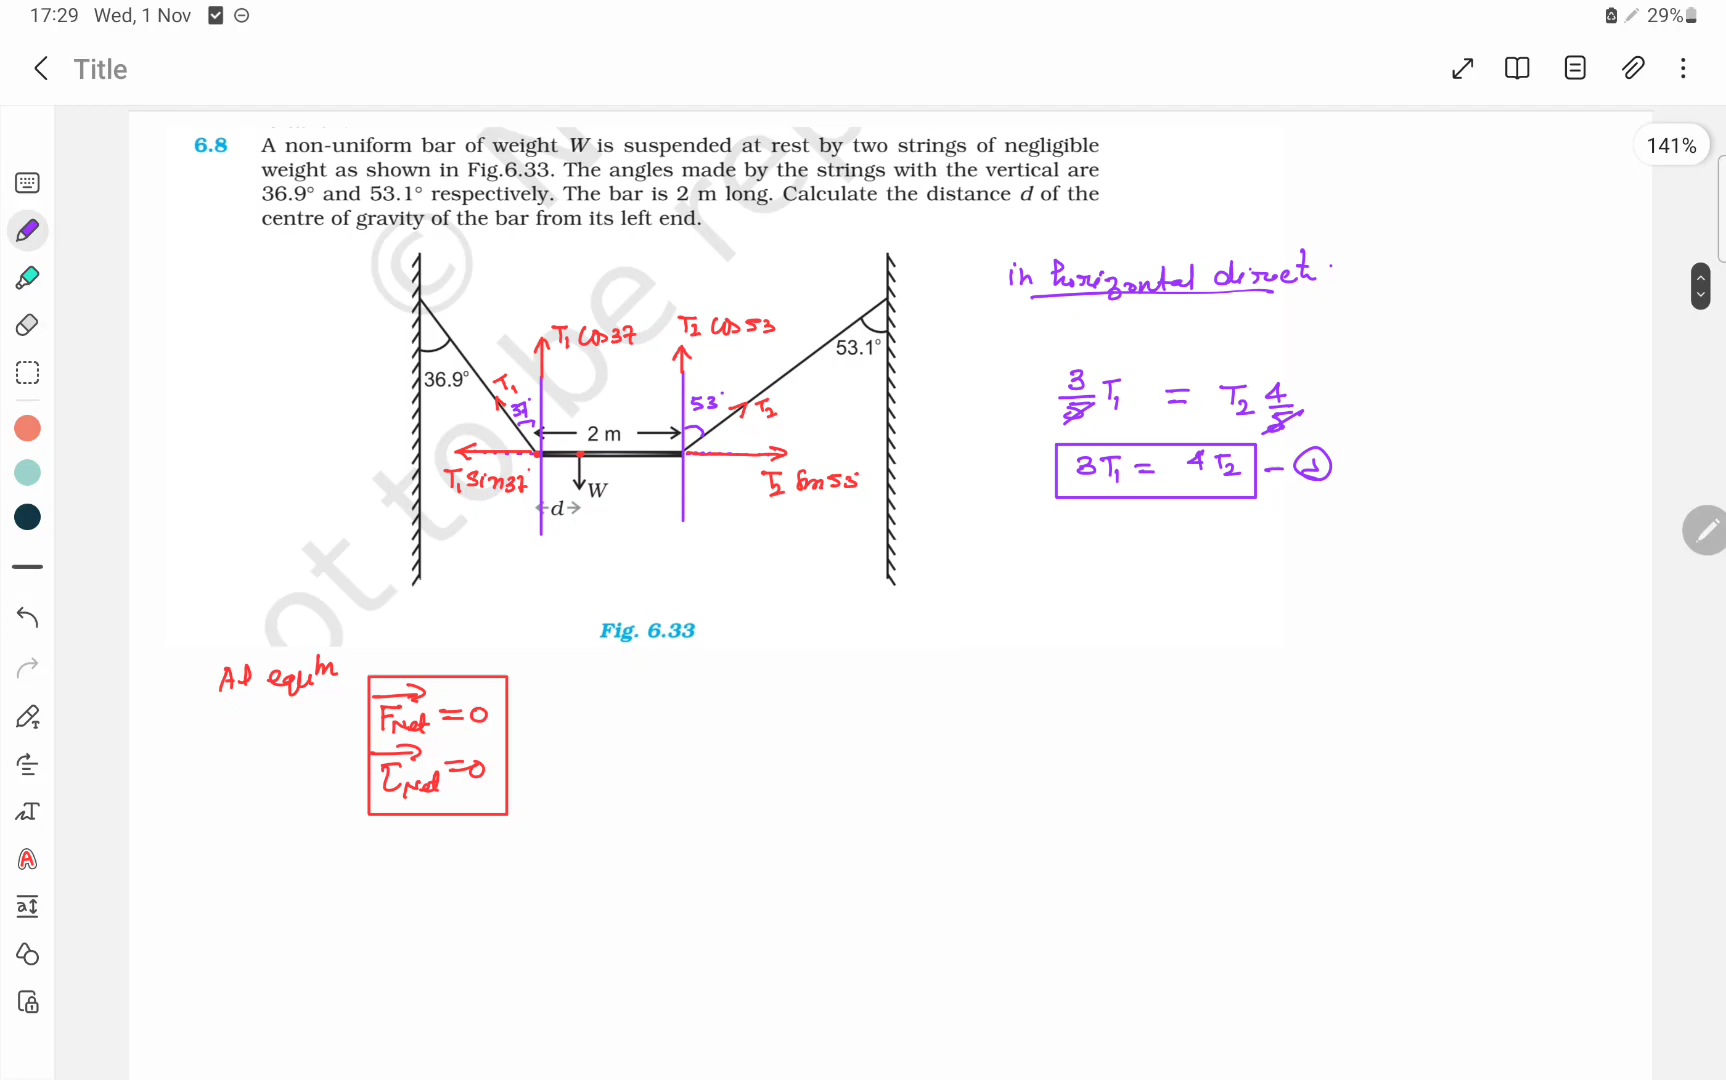 17:29 Wed, 1 Nov
29%
Title
141%
6.8 A non-uniform bar of weight W is suspended at rest by two strings of negligible
weight as shown in Fig.6.33. The angles made by the strings with the vertical are
36.9° and 53.1° respectively. The bar is 2 m long. Calculate the distance d of the
centre of gravity of the bar from its left end.
in horizontal direct.
T₁ cos37
T₂ cos53
53.1°
36.9°
T₁
37°
53°
T₂
2 m
T₁ sin37°
T₂ sin53
W
d
3/5 T₁ = T₂ 4/5
3T₁ = 4T₂ - ①
© N
not to be re
Fig. 6.33
At equm
Fnet = 0
τnet = 0